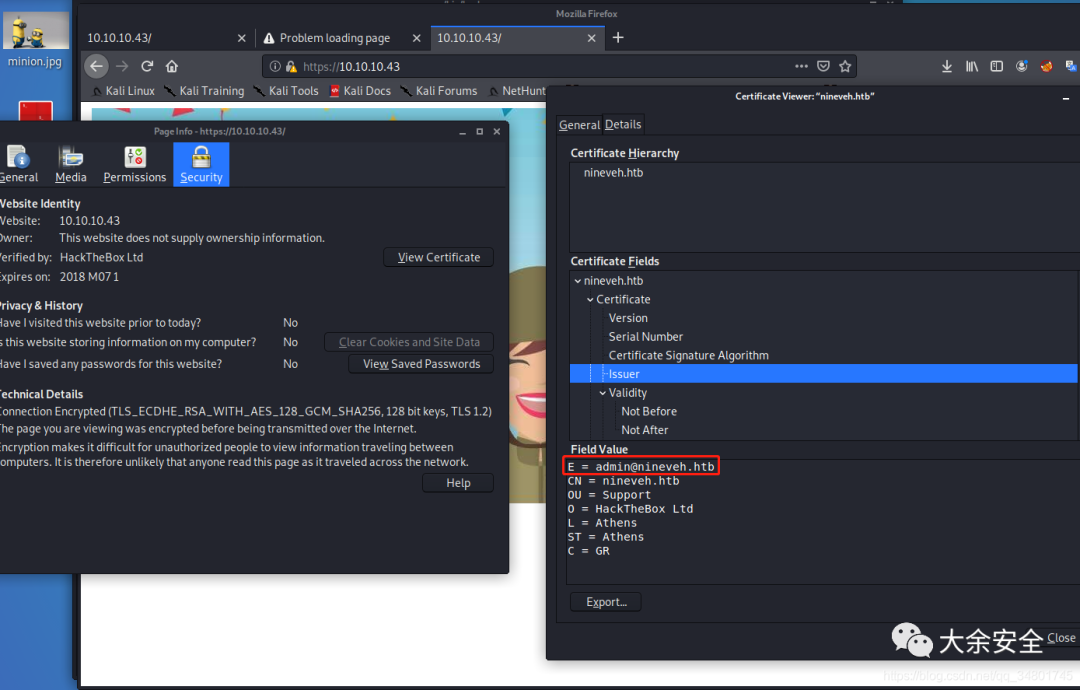 Mozilla Firefox
minion.jpg
10.10.10.43/
Problem loading page
10.10.10.43/
https://10.10.10.43
Kali Linux
Kali Training
Kali Tools
Kali Docs
Kali Forums
NetHunt
Page Info - https://10.10.10.43/
General
Media
Permissions
Security
Website Identity
Website: 10.10.10.43
Owner: This website does not supply ownership information.
Verified by: HackTheBox Ltd
View Certificate
Expires on: 2018 M07 1
Privacy & History
Have I visited this website prior to today? No
Is this website storing information on my computer? No
Clear Cookies and Site Data
Have I saved any passwords for this website? No
View Saved Passwords
Technical Details
Connection Encrypted (TLS_ECDHE_RSA_WITH_AES_128_GCM_SHA256, 128 bit keys, TLS 1.2)
The page you are viewing was encrypted before being transmitted over the Internet.
Encryption makes it difficult for unauthorized people to view information traveling between
computers. It is therefore unlikely that anyone read this page as it traveled across the network.
Help
Certificate Viewer: “nineveh.htb”
General
Details
Certificate Hierarchy
nineveh.htb
Certificate Fields
nineveh.htb
Certificate
Version
Serial Number
Certificate Signature Algorithm
Issuer
Validity
Not Before
Not After
Field Value
E = admin@nineveh.htb
CN = nineveh.htb
OU = Support
O = HackTheBox Ltd
L = Athens
ST = Athens
C = GR
Export...
Close
大余安全
https://blog.csdn.net/qq_34801745